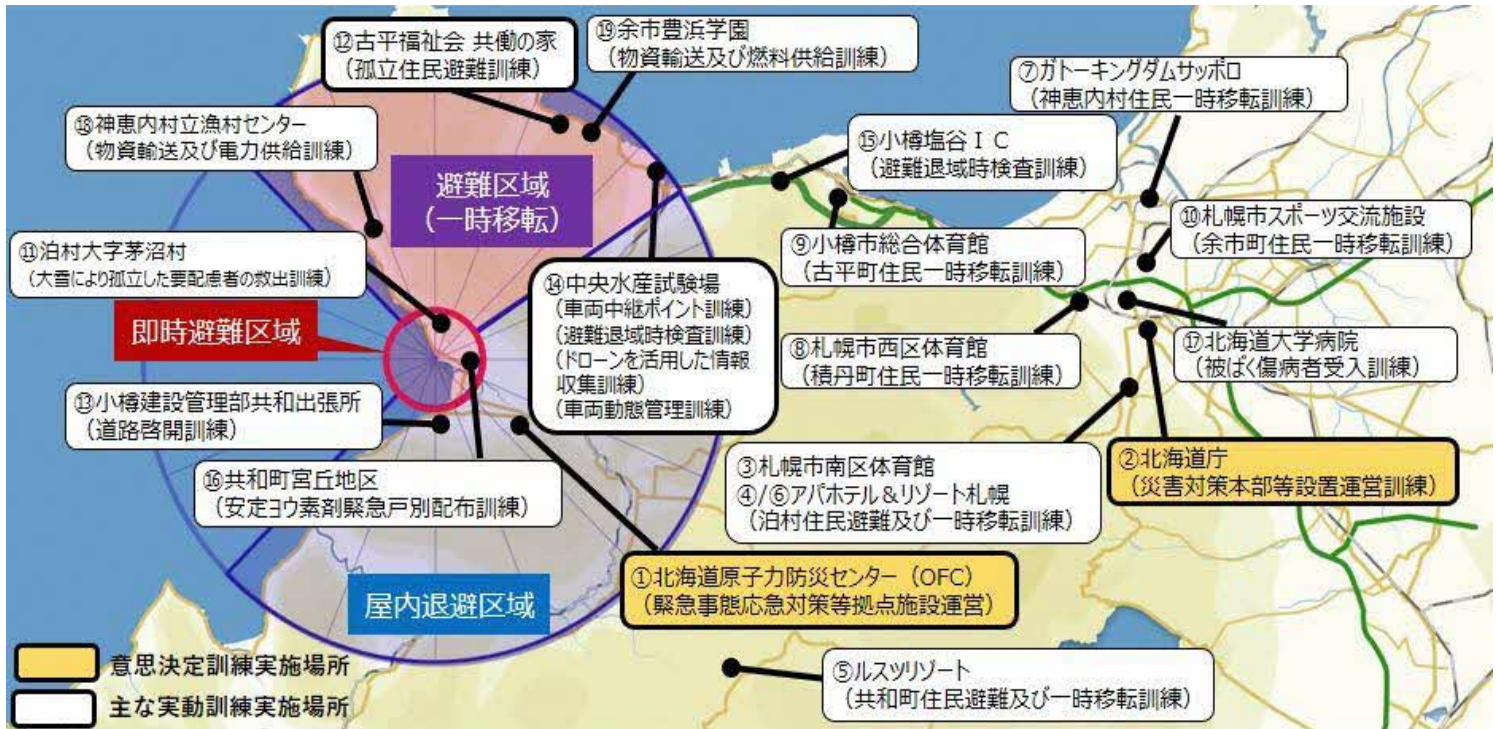 ⑫古平福祉会 共働の家
(孤立住民避難訓練)
⑲余市豊浜学園
(物資輸送及び燃料供給訓練)
⑦ガトーキングダムサッポロ
(神恵内村住民一時移転訓練)
⑱神恵内村立漁村センター
(物資輸送及び電力供給訓練)
⑮小樽塩谷IC
(避難退域時検査訓練)
避難区域
(一時移転)
⑩札幌市スポーツ交流施設
(余市町住民一時移転訓練)
⑨小樽市総合体育館
(古平町住民一時移転訓練)
⑪泊村大字茅沼村
(大雪により孤立した要配慮者の救出訓練)
⑭中央水産試験場
(車両中継ポイント訓練)
(避難退域時検査訓練)
(ドローンを活用した情報
収集訓練)
(車両動態管理訓練)
即時避難区域
⑧札幌市西区体育館
(積丹町住民一時移転訓練)
⑰北海道大学病院
(被ばく傷病者受入訓練)
⑬小樽建設管理部共和出張所
(道路啓開訓練)
③札幌市南区体育館
④/⑥アパホテル&リゾート札幌
(泊村住民避難及び一時移転訓練)
②北海道庁
(災害対策本部等設置運営訓練)
⑯共和町宮丘地区
(安定ヨウ素剤緊急戸別配布訓練)
①北海道原子力防災センター(OFC)
(緊急事態応急対策等拠点施設運営)
屋内退避区域
意思決定訓練実施場所
主な実動訓練実施場所
⑤ルスツリゾート
(共和町住民避難及び一時移転訓練)